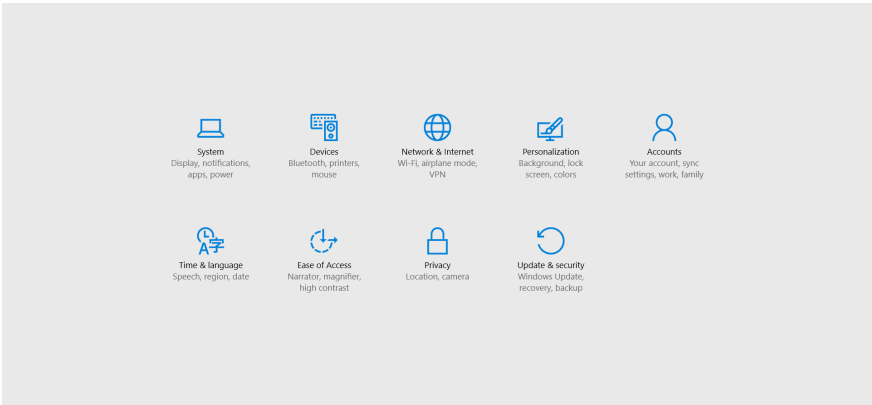 System
Display, notifications,
apps, power
Devices
Bluetooth, printers,
mouse
Network & Internet
Wi-Fi, airplane mode,
VPN
Personalization
Background, lock
screen, colors
Accounts
Your account, sync
settings, work, family
A字
Time & language
Speech, region, date
Ease of Access
Narrator, magnifier,
high contrast
Privacy
Location, camera
Update & security
Windows Update,
recovery, backup